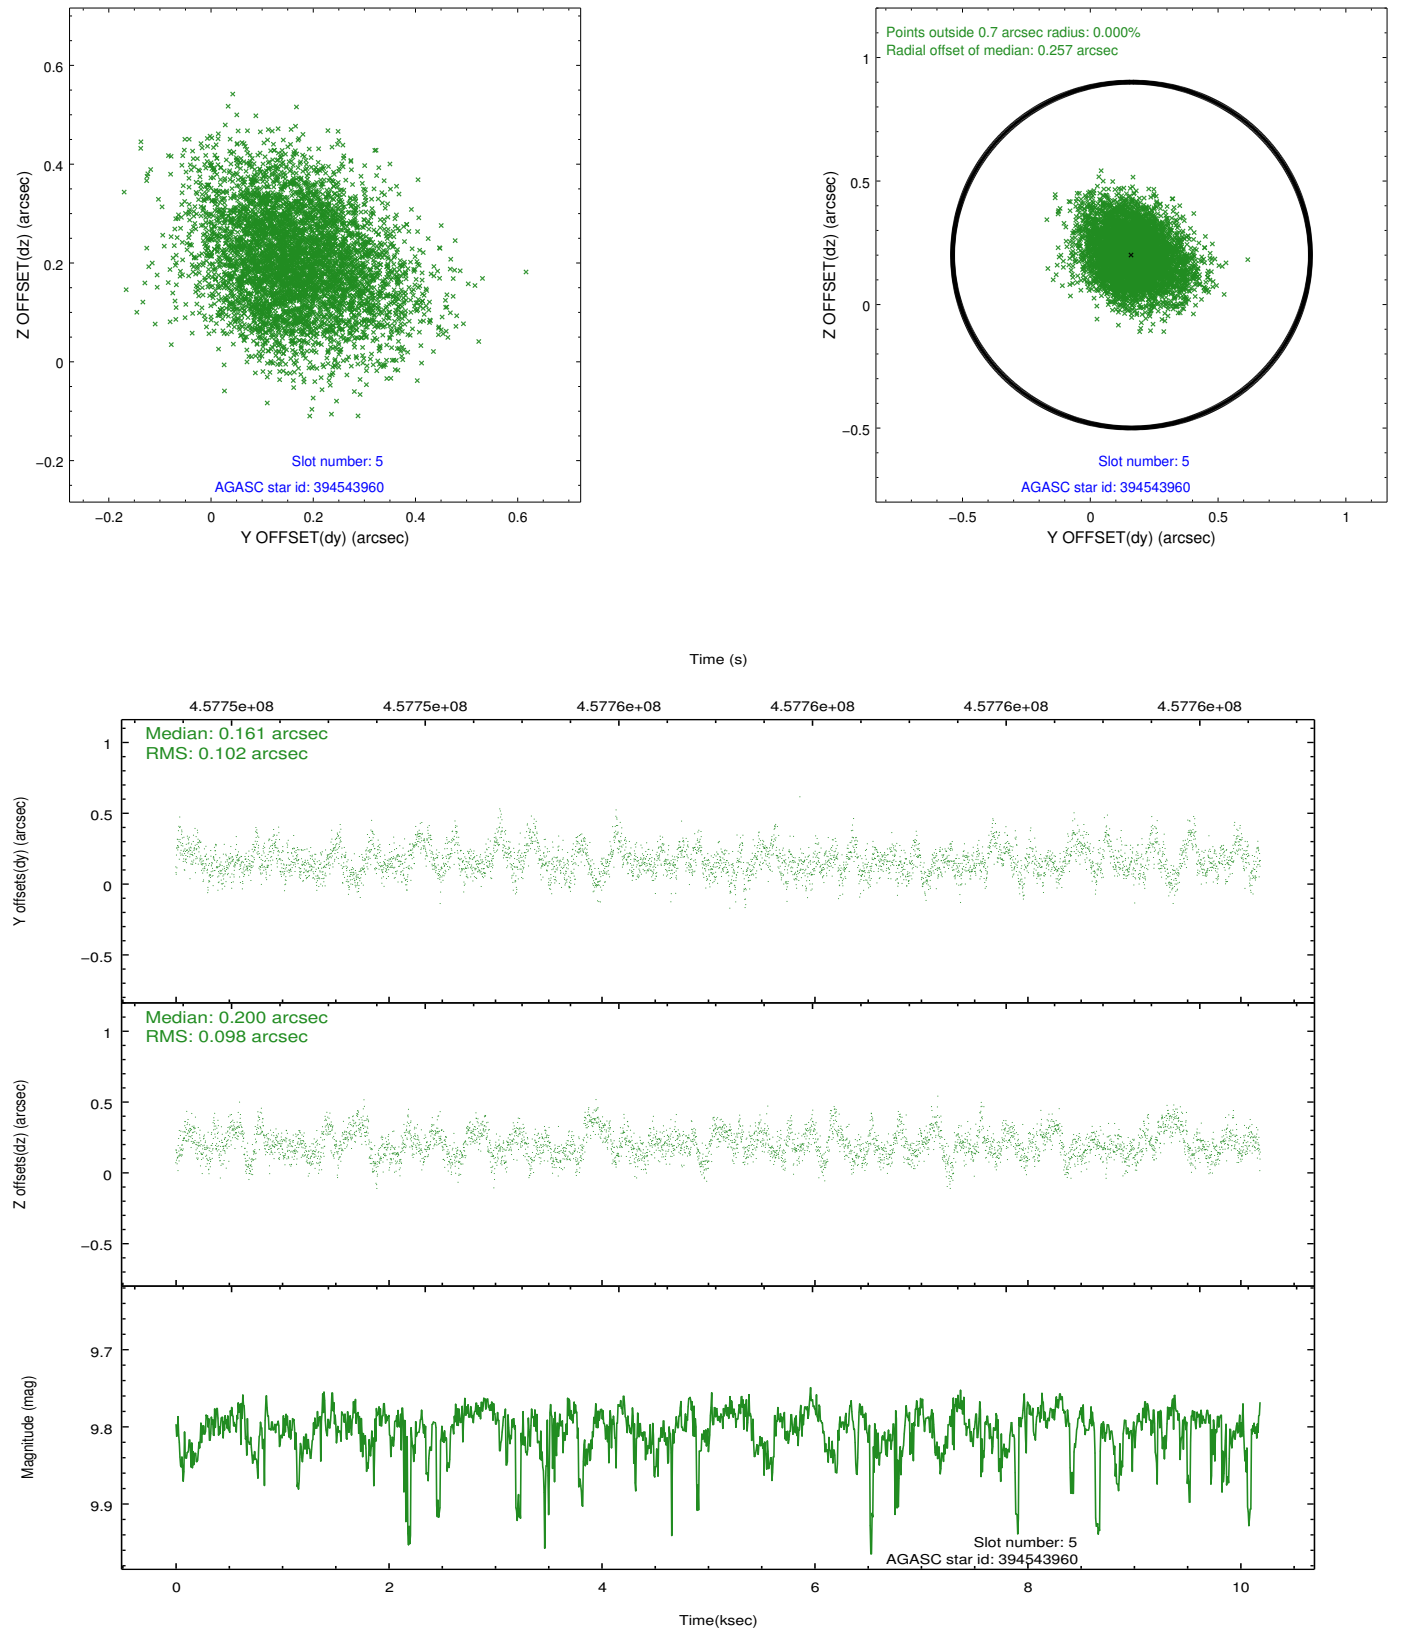 0.6
0.4
0.2
0
−0.2
−0.2
0
0.2
0.4
0.6
Z OFFSET(dz) (arcsec)
Y OFFSET(dy) (arcsec)
Slot number: 5
AGASC star id: 394543960
Points outside 0.7 arcsec radius: 0.000%
Radial offset of median: 0.257 arcsec
1
0.5
0
−0.5
−0.5
0
0.5
1
Z OFFSET(dz) (arcsec)
Y OFFSET(dy) (arcsec)
Slot number: 5
AGASC star id: 394543960
Time (s)
4.5775e+08 4.5775e+08 4.5776e+08 4.5776e+08 4.5776e+08 4.5776e+08
Median: 0.161 arcsec
RMS: 0.102 arcsec
1
0.5
0
−0.5
Y offsets(dy) (arcsec)
Median: 0.200 arcsec
RMS: 0.098 arcsec
1
0.5
0
−0.5
Z offsets(dz) (arcsec)
9.7
9.8
9.9
Magnitude (mag)
Slot number: 5
AGASC star id: 394543960
0 2 4 6 8 10
Time(ksec)